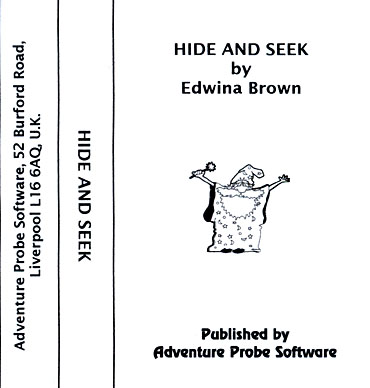 Adventure Probe Software, 52 Burford Road,
Liverpool L16 6AQ, U.K.
HIDE AND SEEK
HIDE AND SEEK
by
Edwina Brown
Published by
Adventure Probe Software